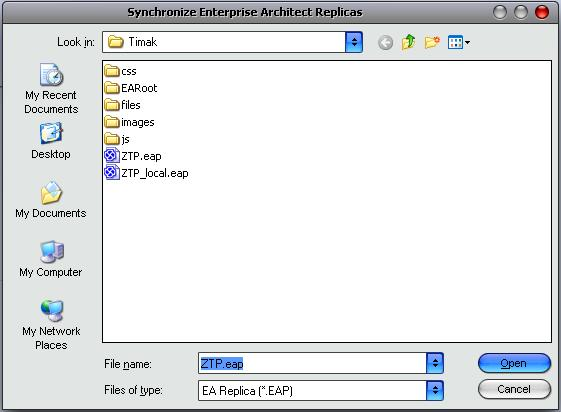 Synchronize Enterprise Architect Replicas
Look in: Timak
My Recent
Documents
Desktop
My Documents
My Computer
My Network
Places
css
EARoot
files
images
js
ZTP.eap
ZTP_local.eap
File name: ZTP.eap Open
Files of type: EA Replica (*.EAP) Cancel